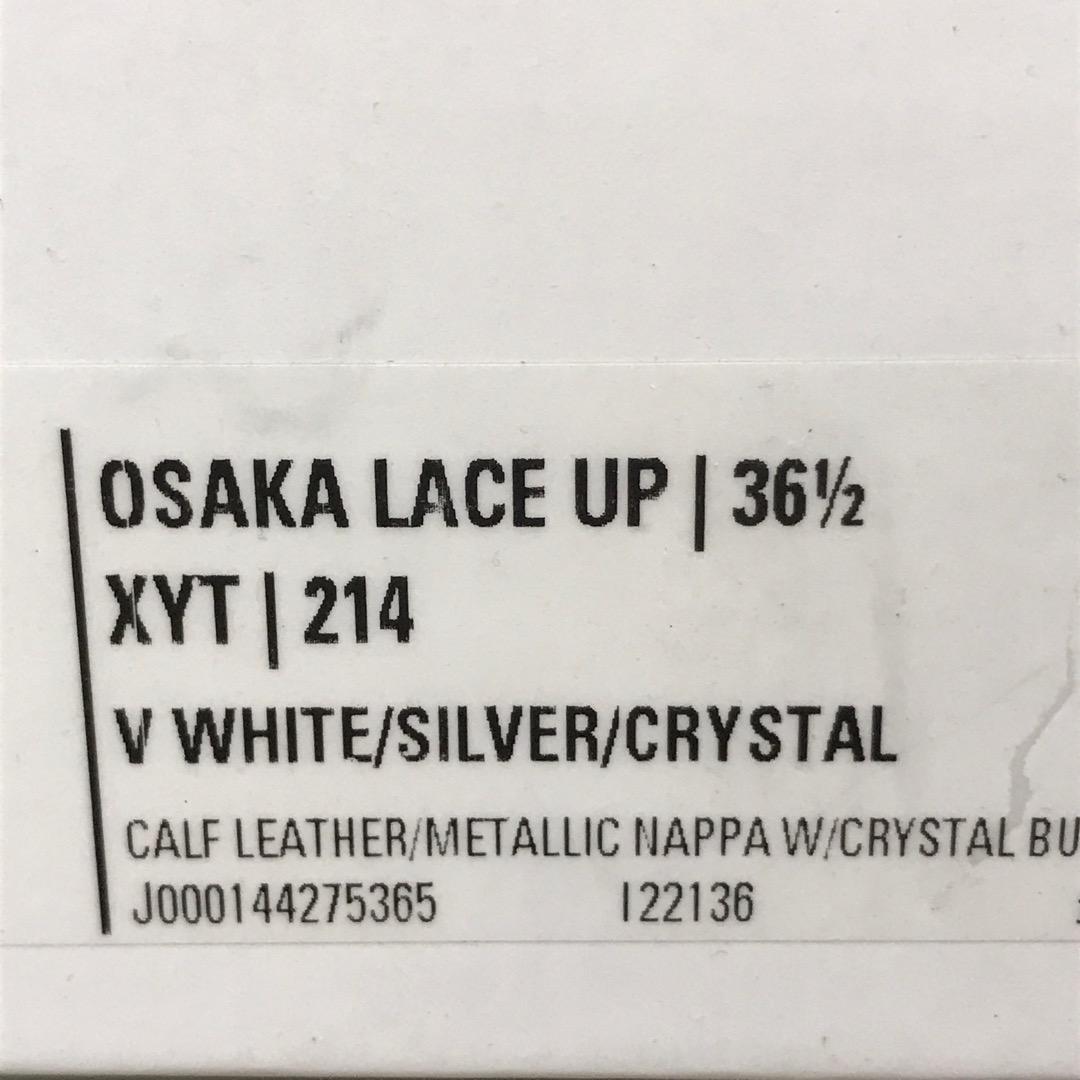 OSAKA LACE UP | 36½
XYT | 214
V WHITE/SILVER/CRYSTAL
CALF LEATHER/METALLIC NAPPA W/CRYSTAL BU
J000144275365 I22136